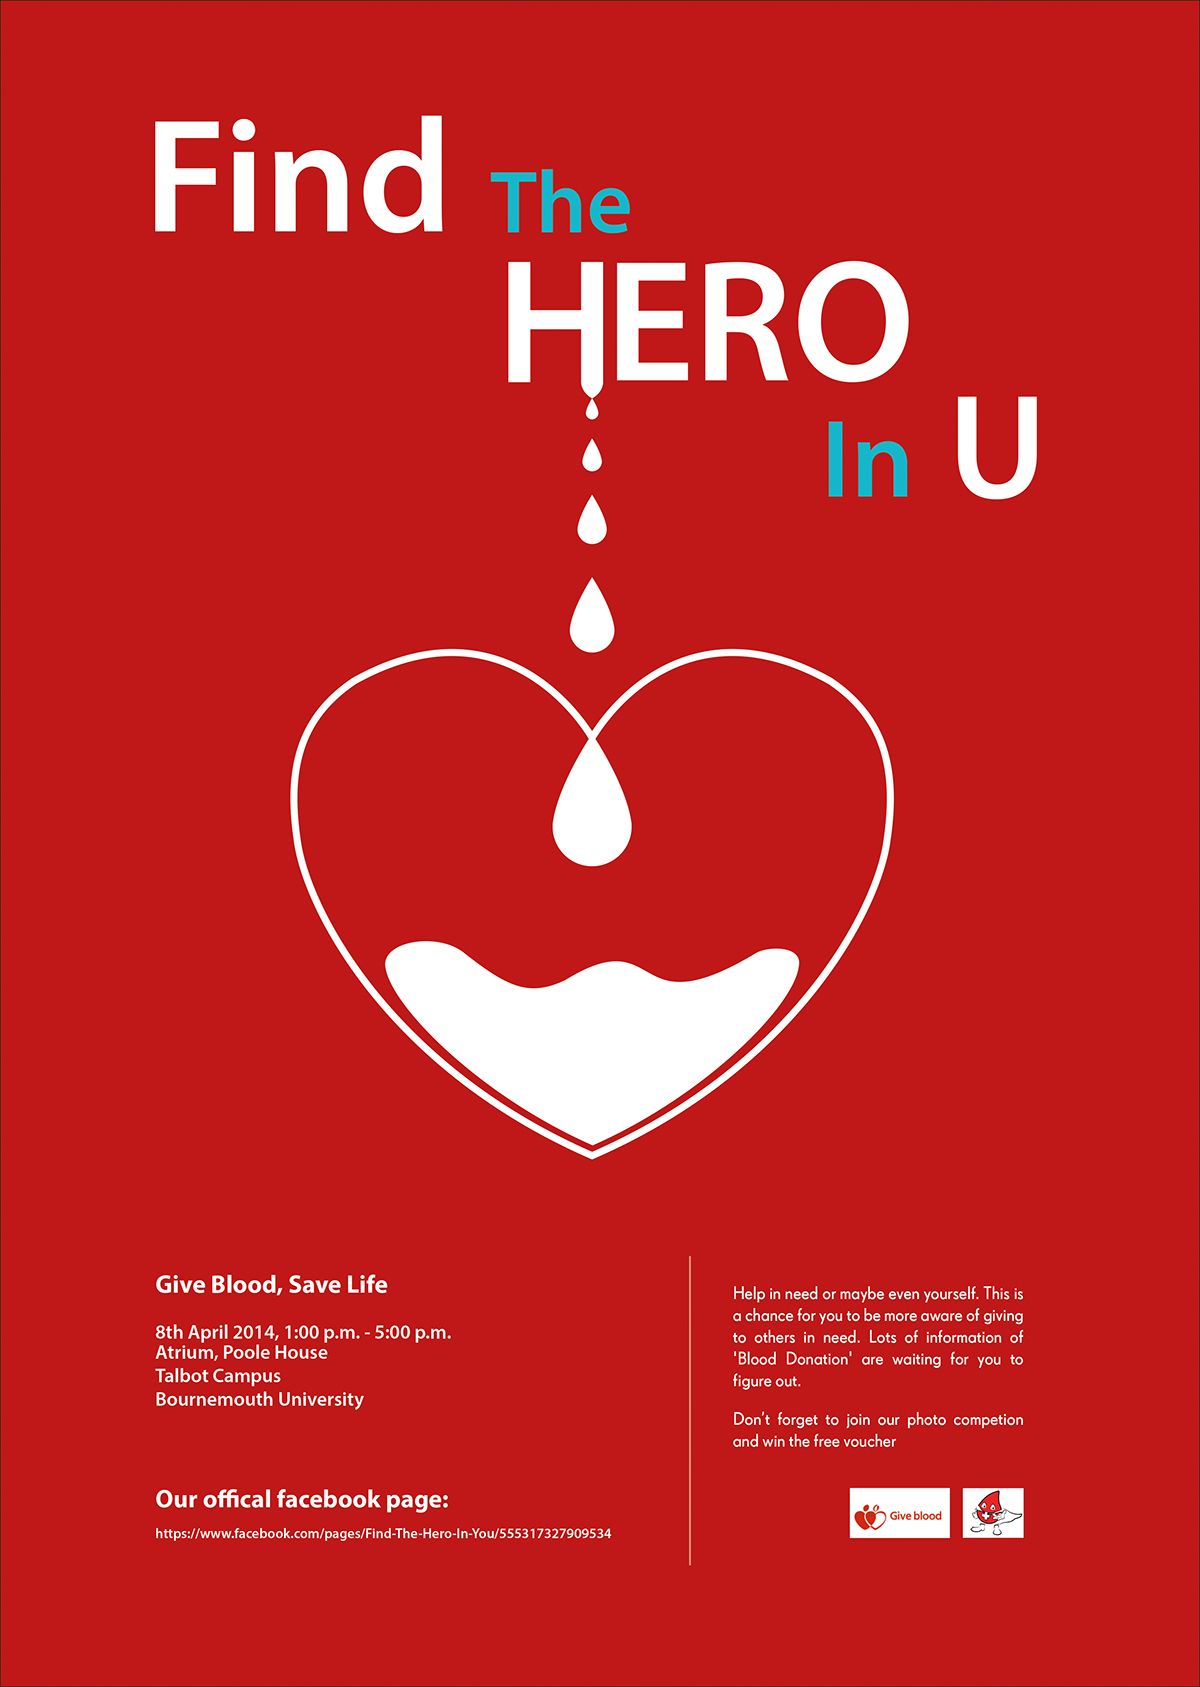 Find The
HERO
In U
Give Blood, Save Life
8th April 2014, 1:00 p.m. - 5:00 p.m.
Atrium, Poole House
Talbot Campus
Bournemouth University
Our offical facebook page:
https://www.facebook.com/pages/Find-The-Hero-In-You/555317327909534
Help in need or maybe even yourself. This is
a chance for you to be more aware of giving
to others in need. Lots of information of
'Blood Donation' are waiting for you to
figure out.
Don't forget to join our photo competion
and win the free voucher
Give blood